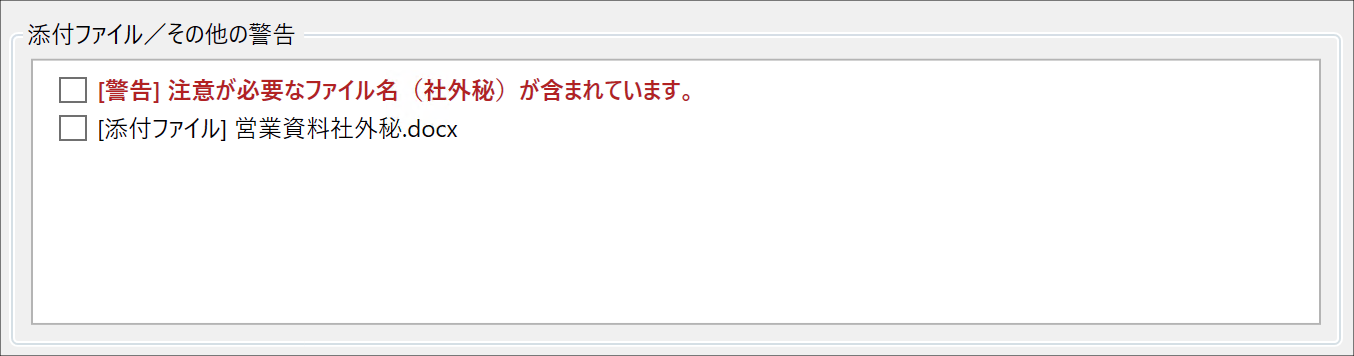 添付ファイル／その他の警告
[警告] 注意が必要なファイル名（社外秘）が含まれています。
[添付ファイル] 営業資料社外秘.docx